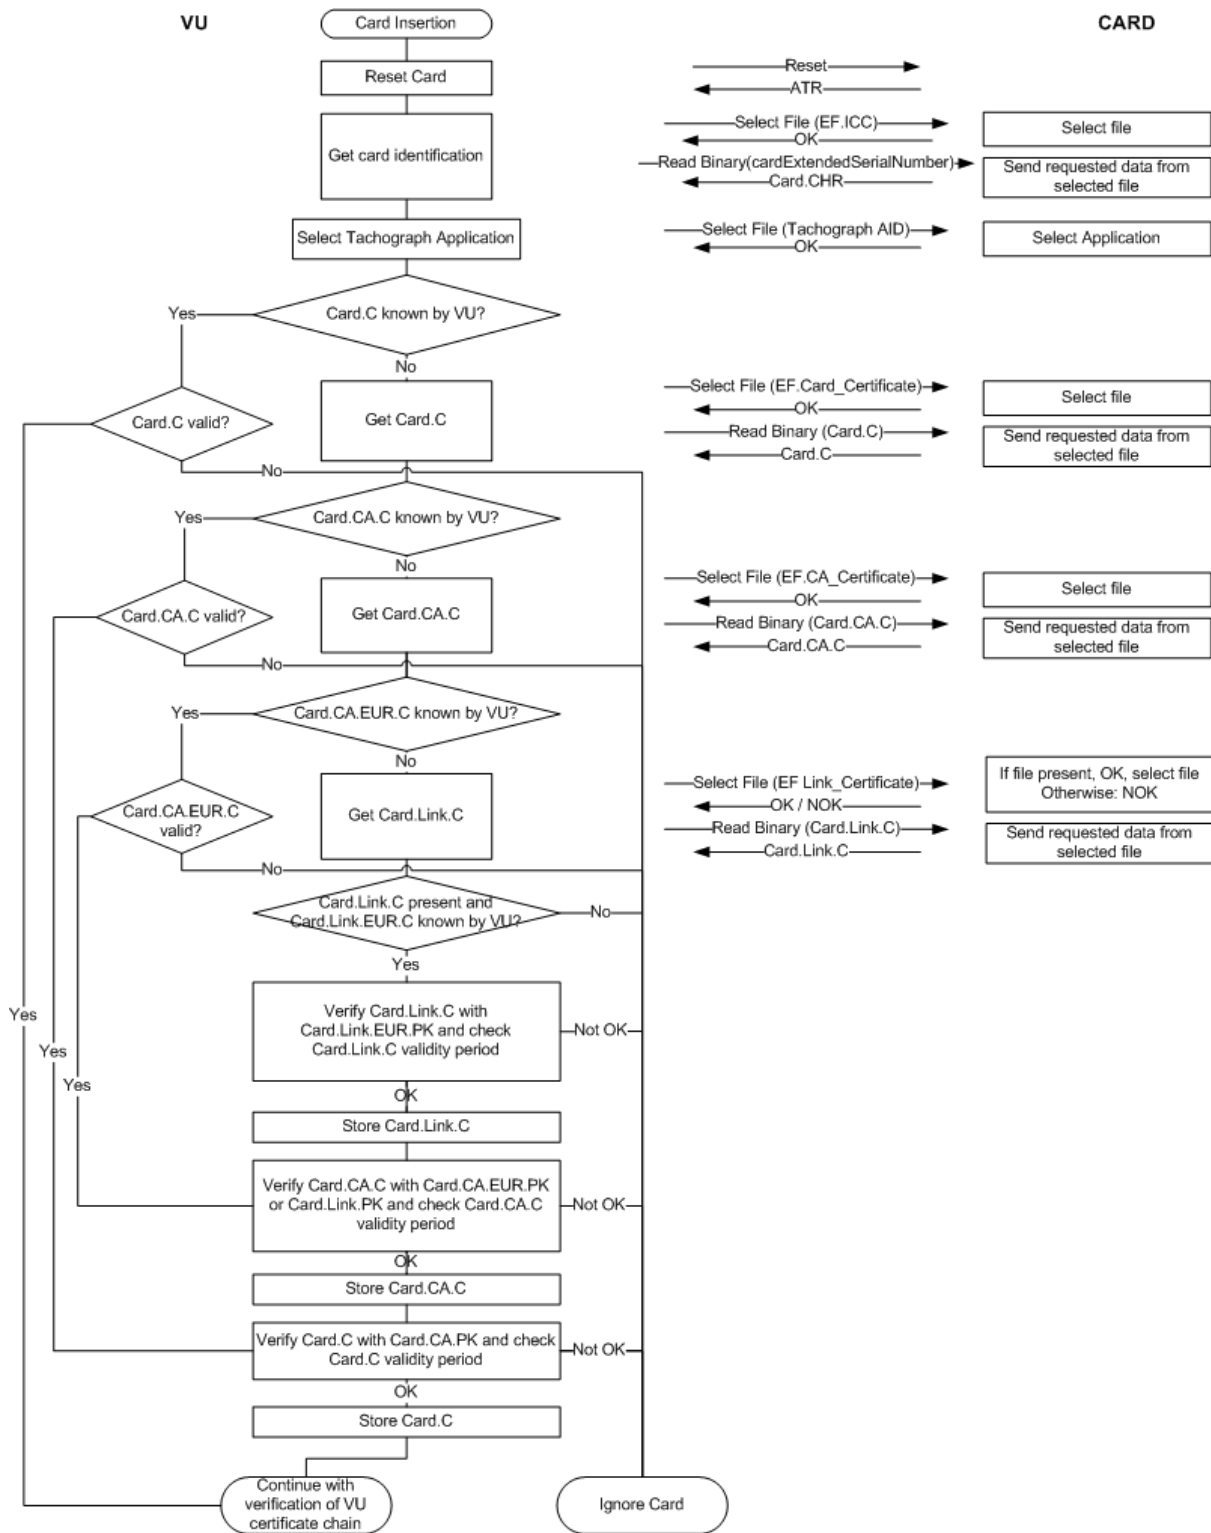 VU
Card Insertion
CARD
Reset Card
Reset
ATR
Get card identification
Select File (EF.ICC)
OK
Select file
Read Binary(cardExtendedSerialNumber)
Card.CHR
Send requested data from
selected file
Select Tachograph Application
Select File (Tachograph AID)
OK
Select Application
Yes
Card.C known by VU?
No
Card.C valid?
Get Card.C
Select File (EF.Card_Certificate)
OK
Select file
Read Binary (Card.C)
Card.C
Send requested data from
selected file
No
Yes
Card.CA.C known by VU?
No
Card.CA.C valid?
Get Card.CA.C
Select File (EF.CA_Certificate)
OK
Select file
Read Binary (Card.CA.C)
Card.CA.C
Send requested data from
selected file
No
Yes
Card.CA.EUR.C known by VU?
No
Card.CA.EUR.C
valid?
Get Card.Link.C
Select File (EF Link_Certificate)
OK / NOK
If file present, OK, select file
Otherwise: NOK
Read Binary (Card.Link.C)
Card.Link.C
Send requested data from
selected file
No
Card.Link.C present and
Card.Link.EUR.C known by VU?
No
Yes
Verify Card.Link.C with
Card.Link.EUR.PK and check
Card.Link.C validity period
Not OK
Yes
Yes
Yes
OK
Store Card.Link.C
Verify Card.CA.C with Card.CA.EUR.PK
or Card.Link.PK and check Card.CA.C
validity period
Not OK
OK
Store Card.CA.C
Verify Card.C with Card.CA.PK and check
Card.C validity period
Not OK
OK
Store Card.C
Continue with
verification of VU
certificate chain
Ignore Card